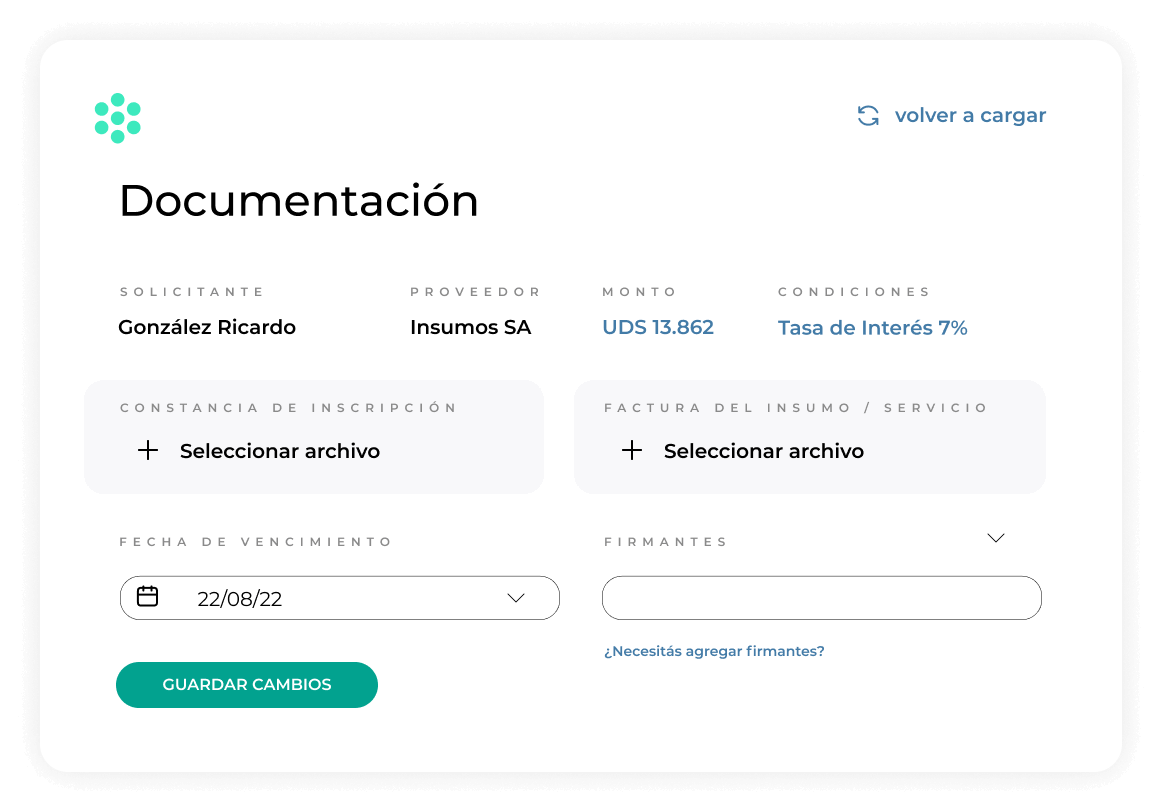 volver a cargar
Documentación
SOLICITANTE PROVEEDOR MONTO CONDICIONES
González Ricardo Insumos SA UDS 13.862 Tasa de Interés 7%
CONSTANCIA DE INSCRIPCIÓN FACTURA DEL INSUMO / SERVICIO
Seleccionar archivo Seleccionar archivo
FECHA DE VENCIMIENTO FIRMANTES
22/08/22
¿Necesitás agregar firmantes?
GUARDAR CAMBIOS